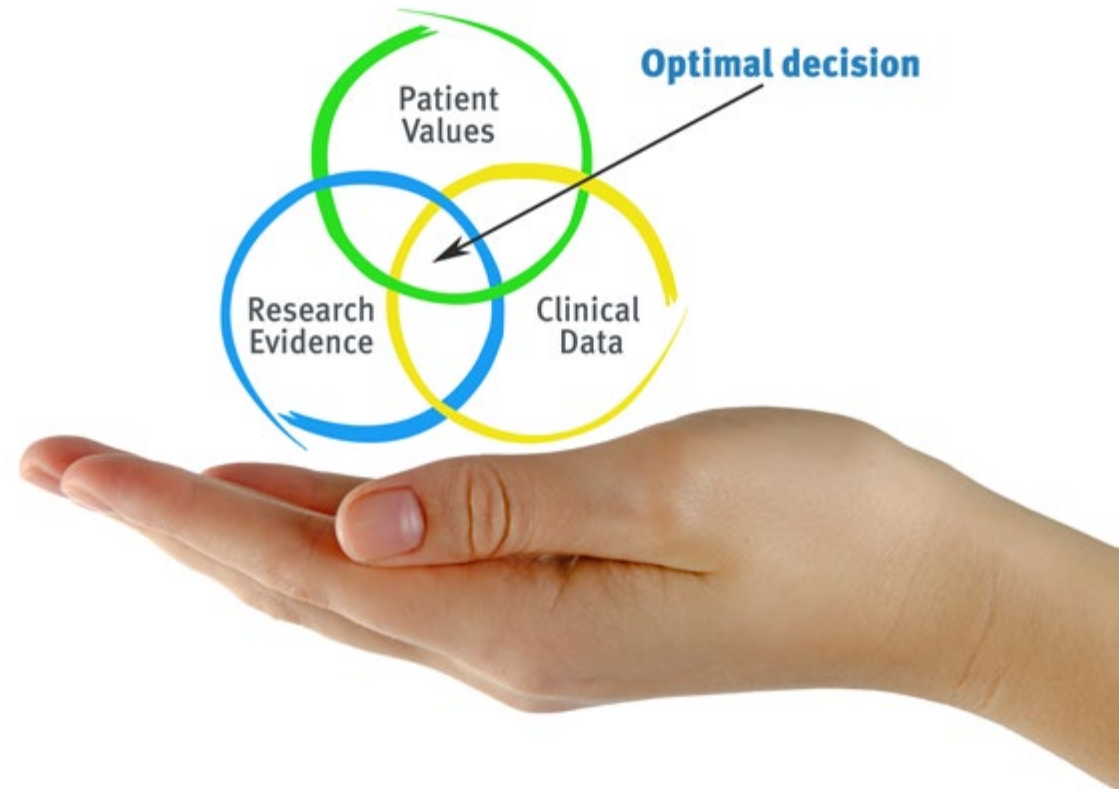 Optimal decision
Patient
Values
Research
Evidence
Clinical
Data